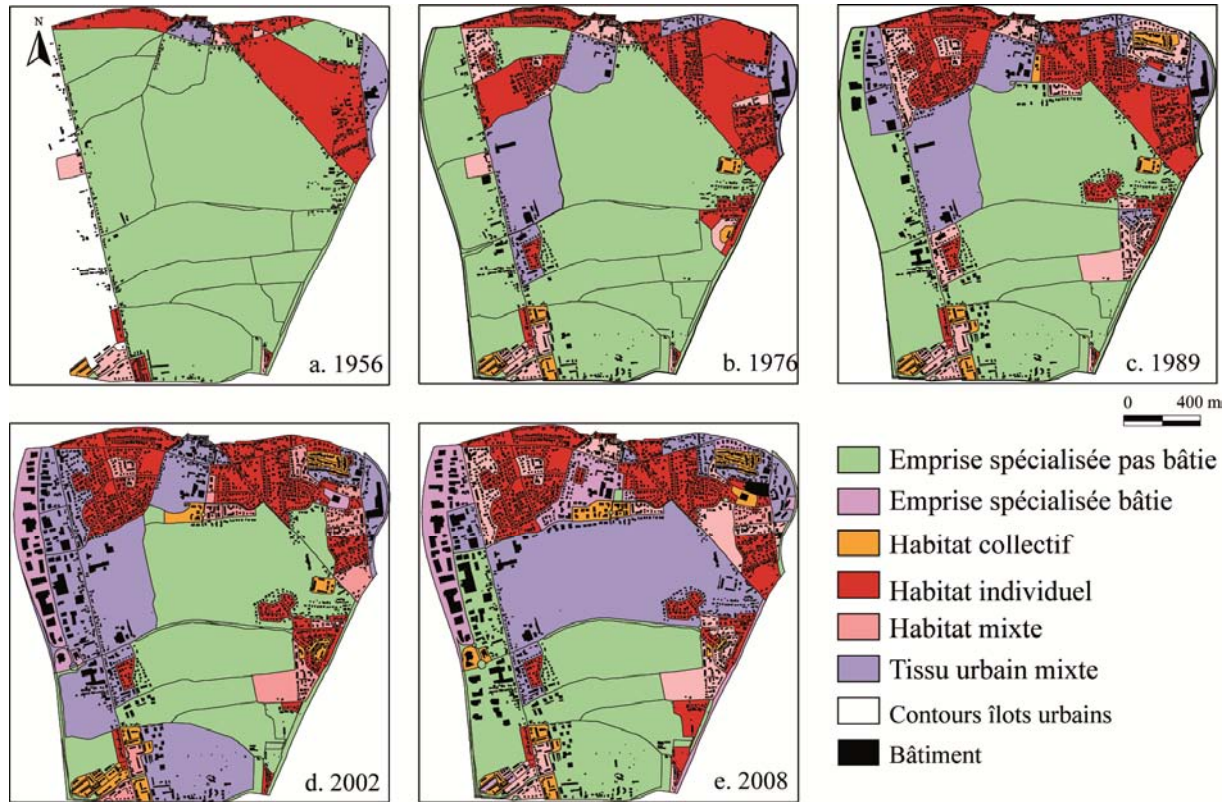 N
a. 1956
b. 1976
c. 1989
0 400 m
d. 2002
e. 2008
Emprise spécialisée pas bâtie
Emprise spécialisée bâtie
Habitat collectif
Habitat individuel
Habitat mixte
Tissu urbain mixte
Contours îlots urbains
Bâtiment